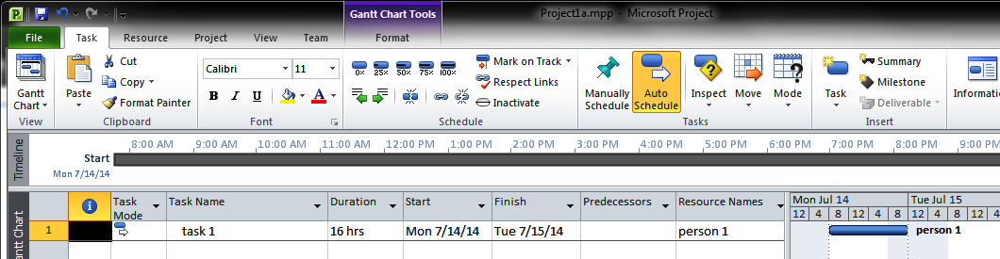 Gantt Chart Tools
Project1a.mpp - Microsoft Project
File Task Resource Project View Team Format
Gantt Chart
View
Paste
Cut
Copy
Format Painter
Clipboard
Calibri 11
B I U A
Font
0% 25% 50% 75% 100%
Mark on Track
Respect Links
Inactivate
Schedule
Manually Schedule
Auto Schedule
Inspect
Move
Mode
Tasks
Task
Summary
Milestone
Deliverable
Insert
Informati
Timeline
8:00 AM 9:00 AM 10:00 AM 11:00 AM 12:00 PM 1:00 PM 2:00 PM 3:00 PM 4:00 PM 5:00 PM 6:00 PM 7:00 PM 8:00 PM 9:00 PM
Start
Mon 7/14/14
Task Mode Task Name Duration Start Finish Predecessors Resource Names
Mon Jul 14 Tue Jul 15
12 4 8 12 4 8 12 4 8 12
1 task 1 16 hrs Mon 7/14/14 Tue 7/15/14 person 1
person 1
antt Chart